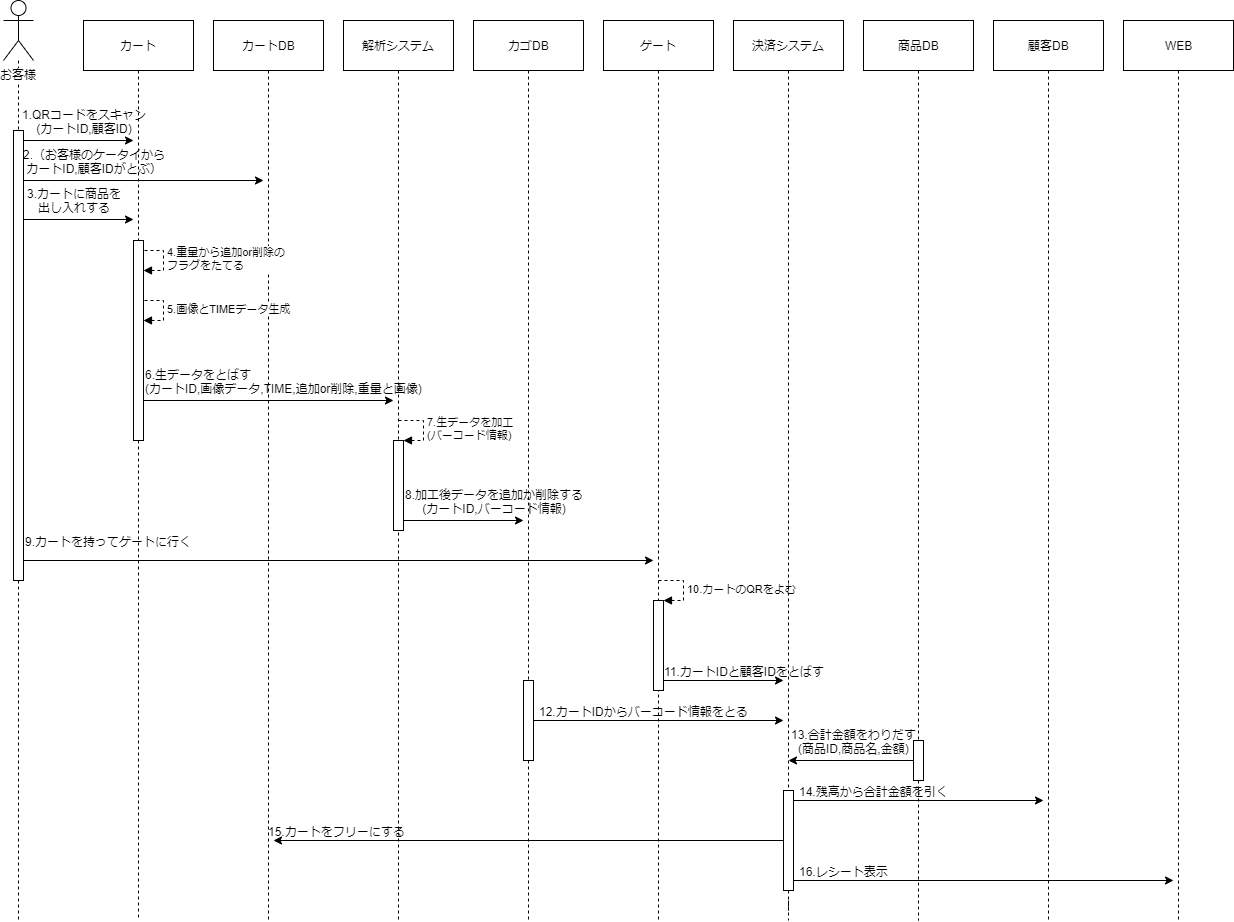 お客様
カート
カートDB
解析システム
カゴDB
ゲート
決済システム
商品DB
顧客DB
WEB
1.QRコードをスキャン
(カートID,顧客ID)
2.（お客様のケータイから
カートID,顧客IDがとぶ）
3.カートに商品を
出し入れする
4.重量から追加or削除の
フラグをたてる
5.画像とTIMEデータ生成
6.生データをとばす
(カートID,画像データ,TIME,追加or削除,重量と画像)
7.生データを加工
(バーコード情報)
8.加工後データを追加か削除する
(カートID,バーコード情報)
9.カートを持ってゲートに行く
10.カートのQRをよむ
11.カートIDと顧客IDをとばす
12.カートIDからバーコード情報をとる
13.合計金額をわりだす
(商品ID,商品名,金額)
14.残高から合計金額を引く
15.カートをフリーにする
16.レシート表示